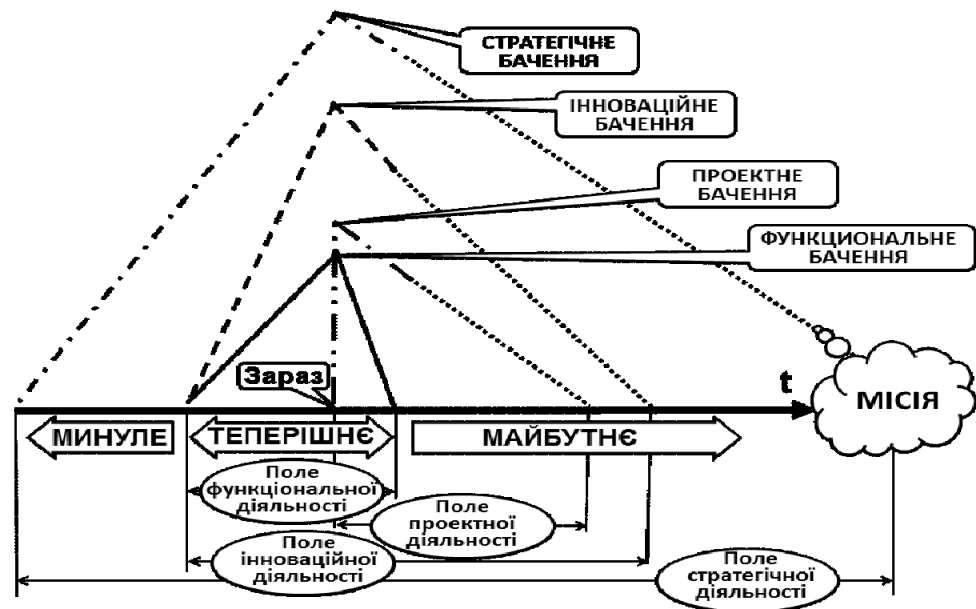 СТРАТЕГІЧНЕ
БАЧЕННЯ
ІННОВАЦІЙНЕ
БАЧЕННЯ
ПРОЕКТНЕ
БАЧЕННЯ
ФУНКЦИОНАЛЬНЕ
БАЧЕННЯ
Зараз
t
МІСІЯ
МИНУЛЕ
ТЕПЕРІШНЄ
МАЙБУТНЄ
Поле
функціональної
діяльності
Поле
проектної
діяльності
Поле
інноваційної
діяльності
Поле
стратегічної
діяльності